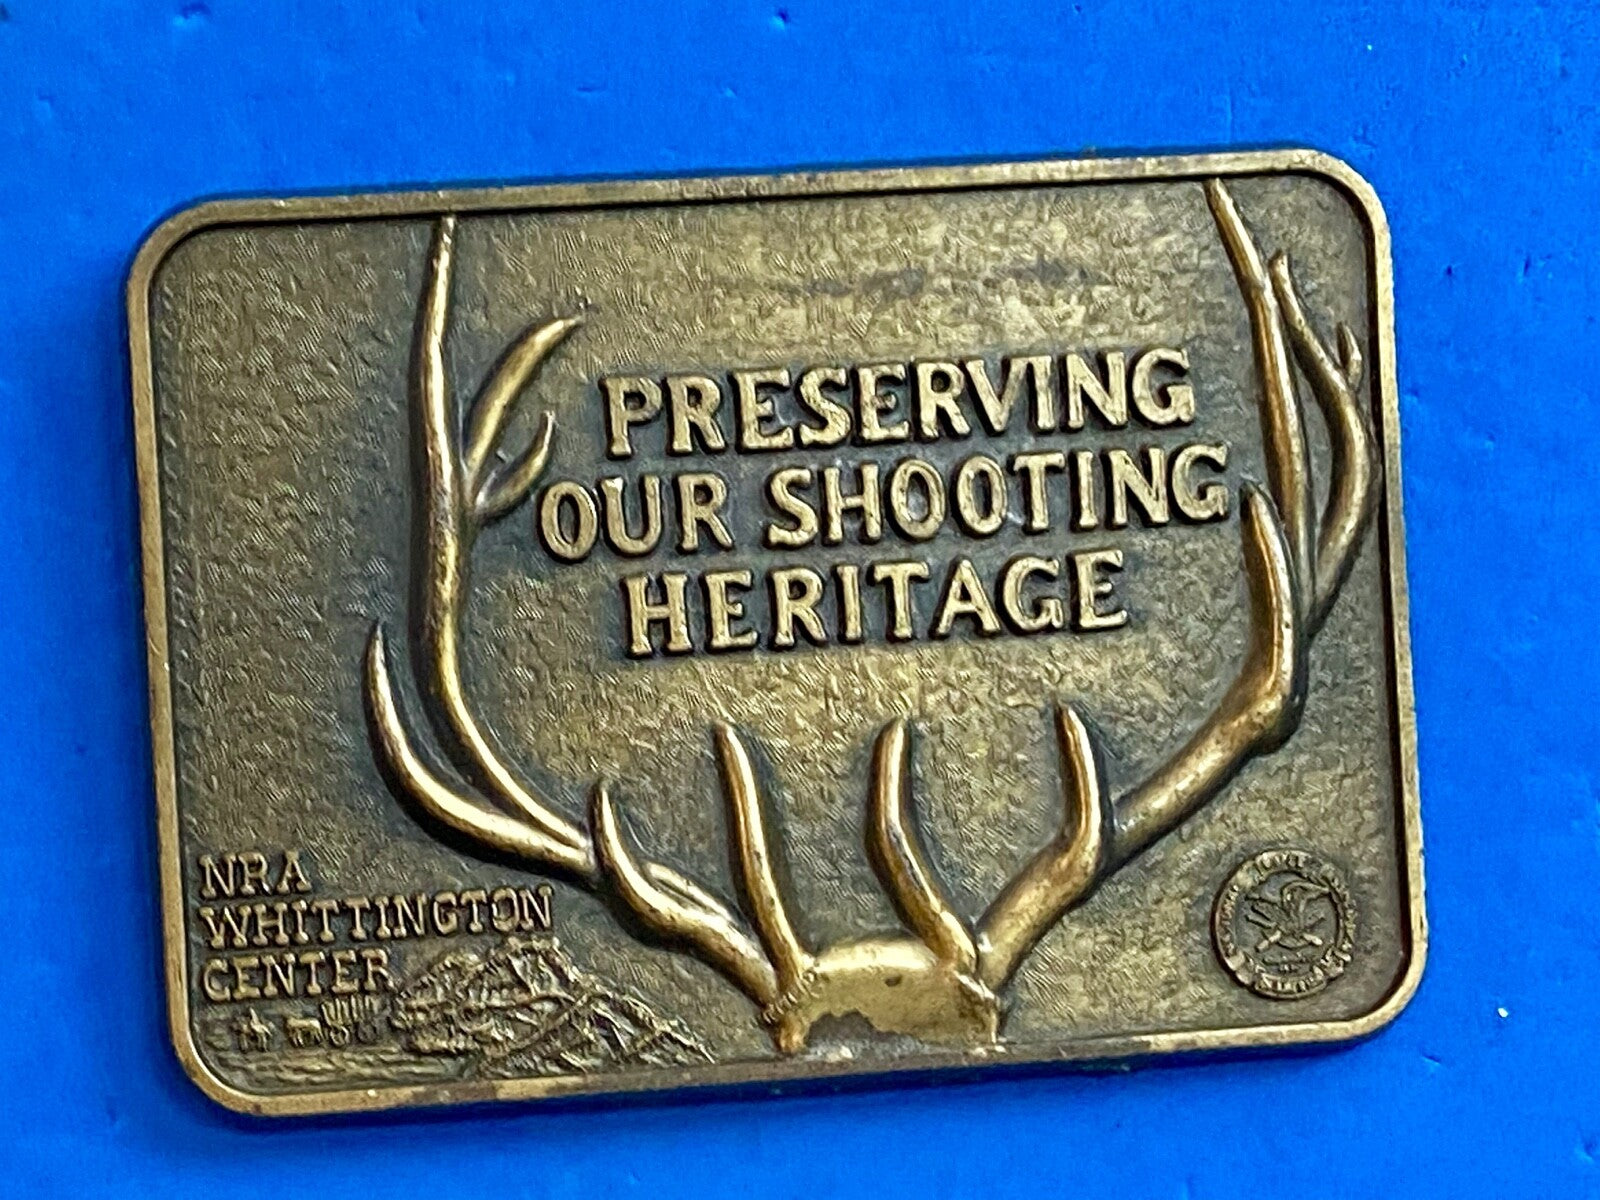 PRESERVING
OUR SHOOTING
HERITAGE
NRA
WHITTINGTON
CENTER